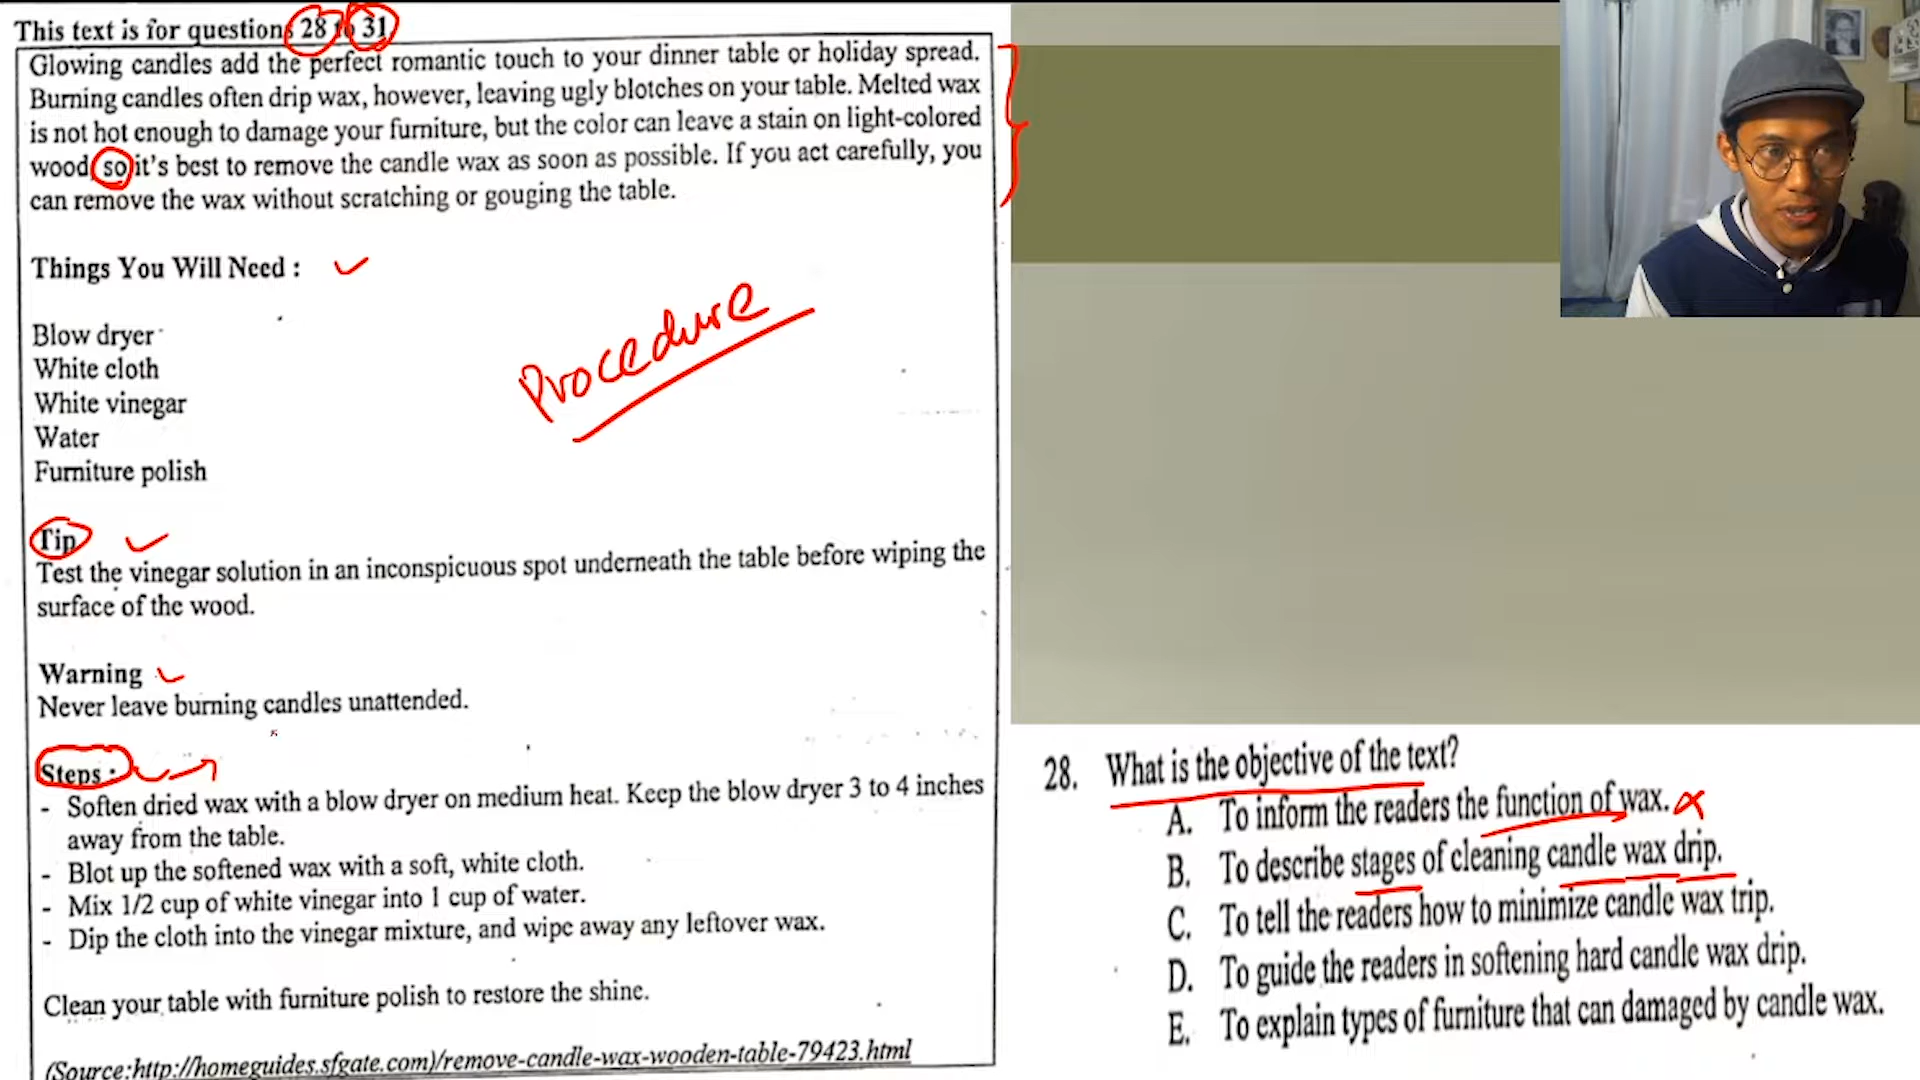 This text is for questions 28 to 31
Glowing candles add the perfect romantic touch to your dinner table or holiday spread.
Burning candles often drip wax, however, leaving ugly blotches on your table. Melted wax
is not hot enough to damage your furniture, but the color can leave a stain on light-colored
wood, so it's best to remove the candle wax as soon as possible. If you act carefully, you
can remove the wax without scratching or gouging the table.
Things You Will Need :
Blow dryer
White cloth
White vinegar
Water
Furniture polish
Procedure
Tip
Test the vinegar solution in an inconspicuous spot underneath the table before wiping the
surface of the wood.
Warning
Never leave burning candles unattended.
Steps :
- Soften dried wax with a blow dryer on medium heat. Keep the blow dryer 3 to 4 inches
away from the table.
- Blot up the softened wax with a soft, white cloth.
- Mix 1/2 cup of white vinegar into 1 cup of water.
- Dip the cloth into the vinegar mixture, and wipe away any leftover wax.
Clean your table with furniture polish to restore the shine.
(Source:http://homeguides.sfgate.com)/remove-candle-wax-wooden-table-79423.html
28. What is the objective of the text?
A. To inform the readers the function of wax.
B. To describe stages of cleaning candle wax drip.
C. To tell the readers how to minimize candle wax trip.
D. To guide the readers in softening hard candle wax drip.
E. To explain types of furniture that can damaged by candle wax.